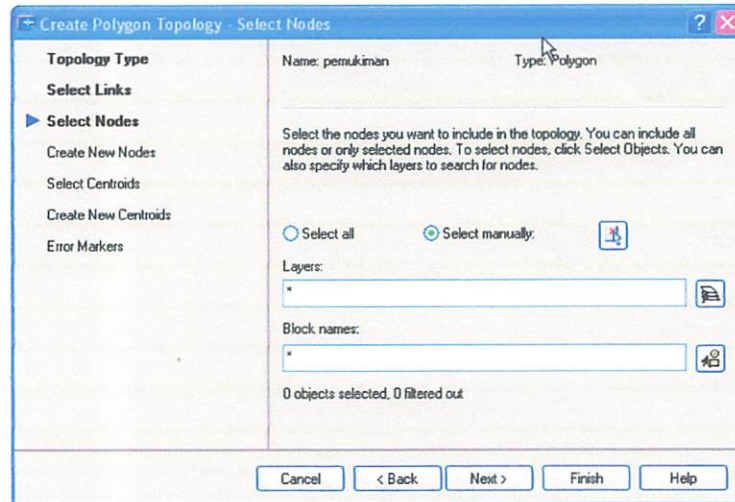 Create Polygon Topology - Select Nodes
Topology Type
Select Links
Select Nodes
Create New Nodes
Select Centroids
Create New Centroids
Error Markers
Name: pemukiman Type: Polygon
Select the nodes you want to include in the topology. You can include all
nodes or only selected nodes. To select nodes, click Select Objects. You can
also specify which layers to search for nodes.
Select all Select manually:
Layers:
*
Block names:
*
0 objects selected, 0 filtered out
Cancel < Back Next > Finish Help